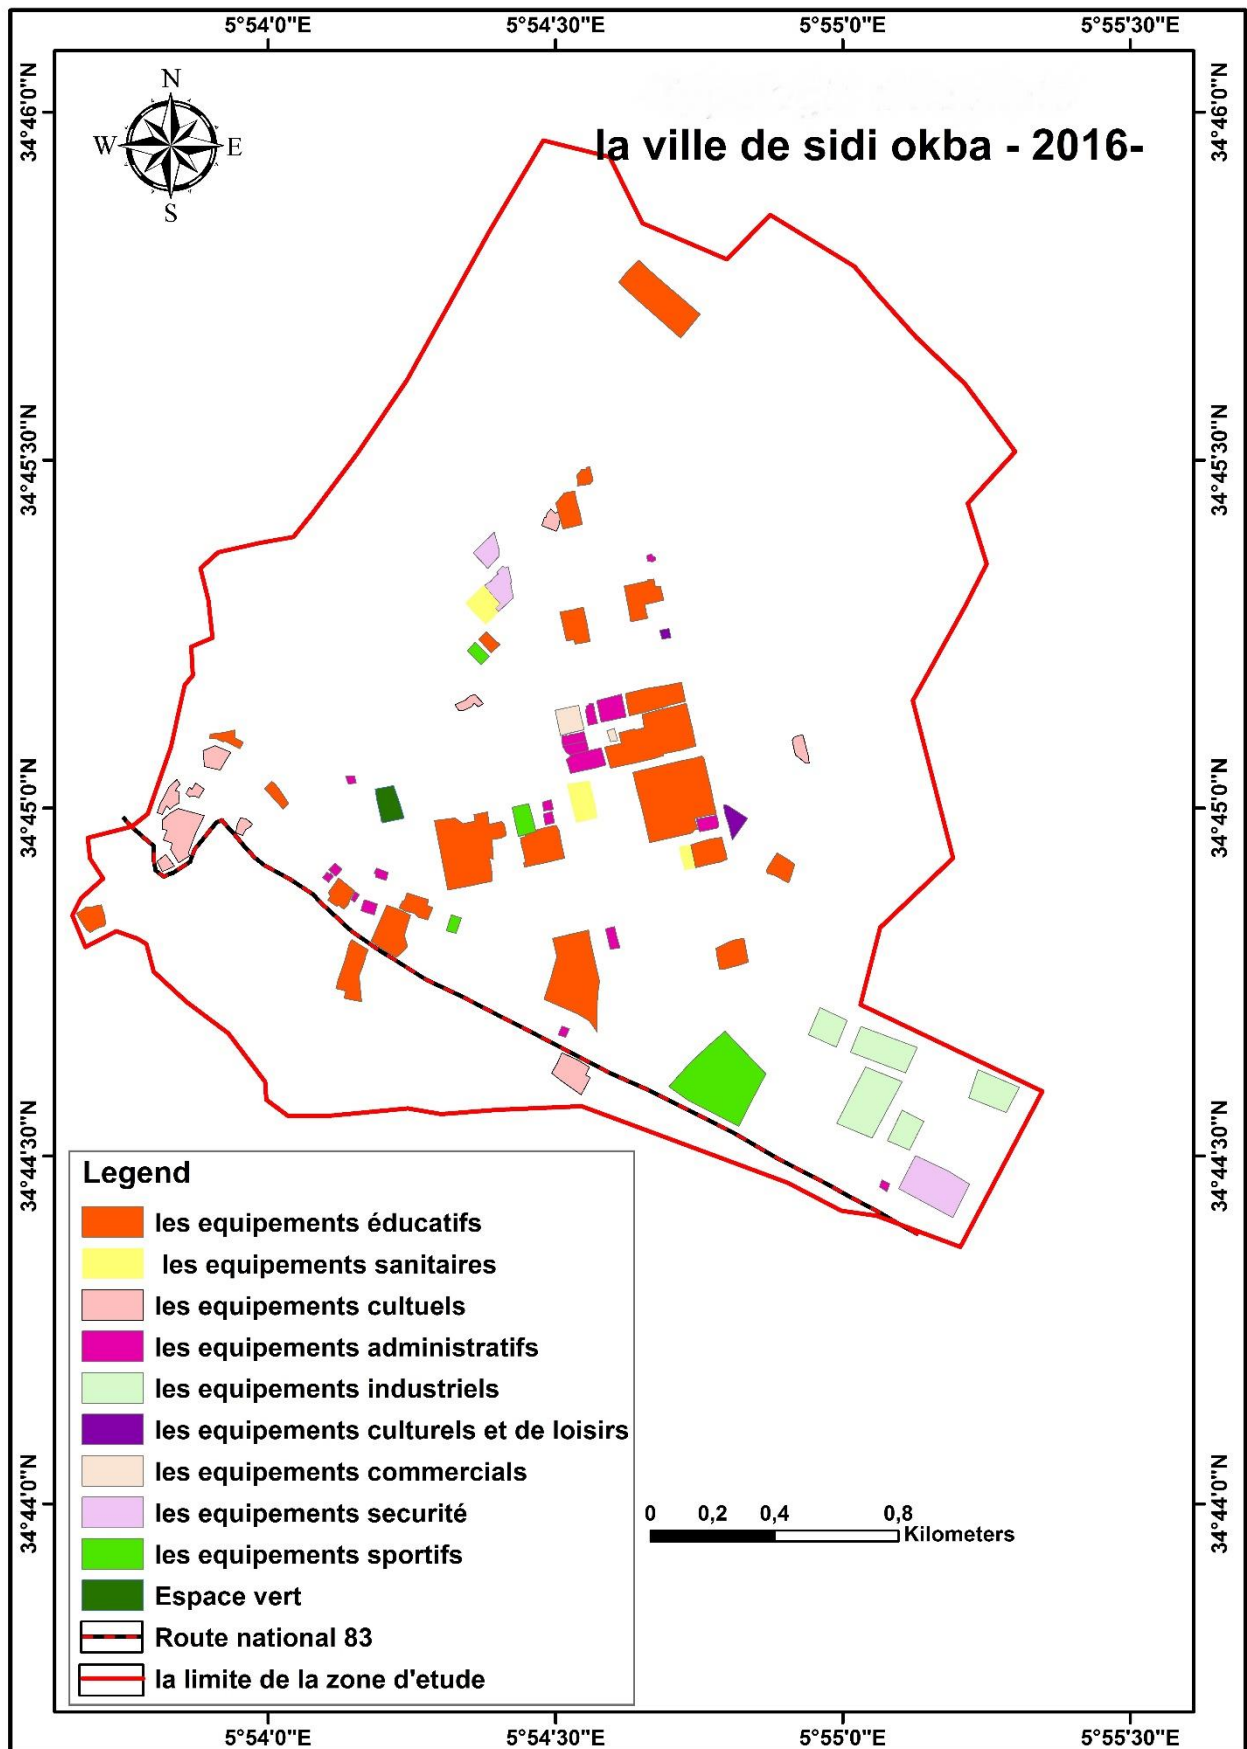 5°54'0"E 5°54'30"E 5°55'0"E 5°55'30"E
34°46'0"N 34°46'0"N
N
W E
S
la ville de sidi okba - 2016-
34°45'30"N 34°45'30"N
34°45'0"N 34°45'0"N
34°44'30"N 34°44'30"N
Legend
les equipements éducatifs
les equipements sanitaires
les equipements cultuels
les equipements administratifs
les equipements industriels
les equipements culturels et de loisirs
les equipements commercials
les equipements securité
les equipements sportifs
Espace vert
Route national 83
la limite de la zone d'etude
0 0,2 0,4 0,8
Kilometers
34°44'0"N 34°44'0"N
5°54'0"E 5°54'30"E 5°55'0"E 5°55'30"E